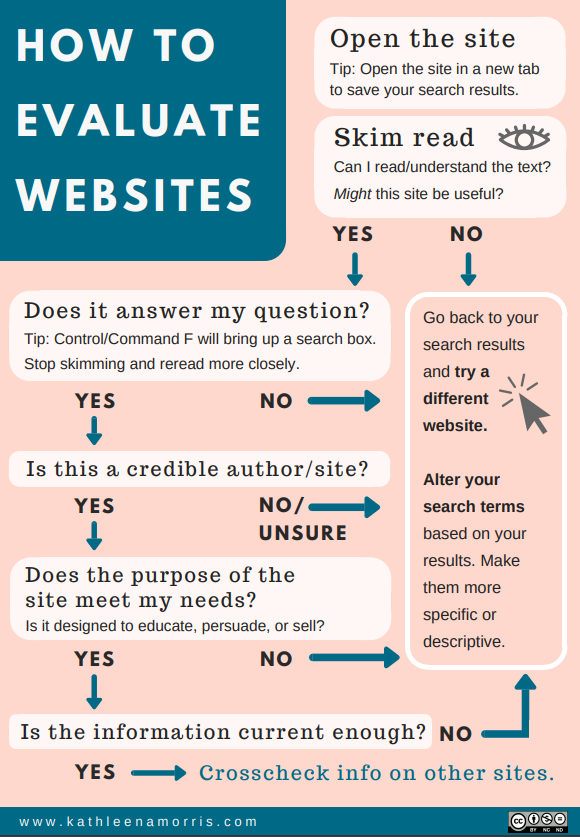 HOW TO
EVALUATE
WEBSITES
Open the site
Tip: Open the site in a new tab
to save your search results.
Skim read
Can I read/understand the text?
Might this site be useful?
YES
NO
Does it answer my question?
Tip: Control/Command F will bring up a search box.
Stop skimming and reread more closely.
YES
NO
Go back to your
search results
and try a
different
website.
Alter your
search terms
based on your
results. Make
them more
specific or
descriptive.
Is this a credible author/site?
YES
NO/
UNSURE
Does the purpose of the
site meet my needs?
Is it designed to educate, persuade, or sell?
YES
NO
Is the information current enough?
NO
YES
Crosscheck info on other sites.
www.kathleenamorris.com
cc
BY NC ND